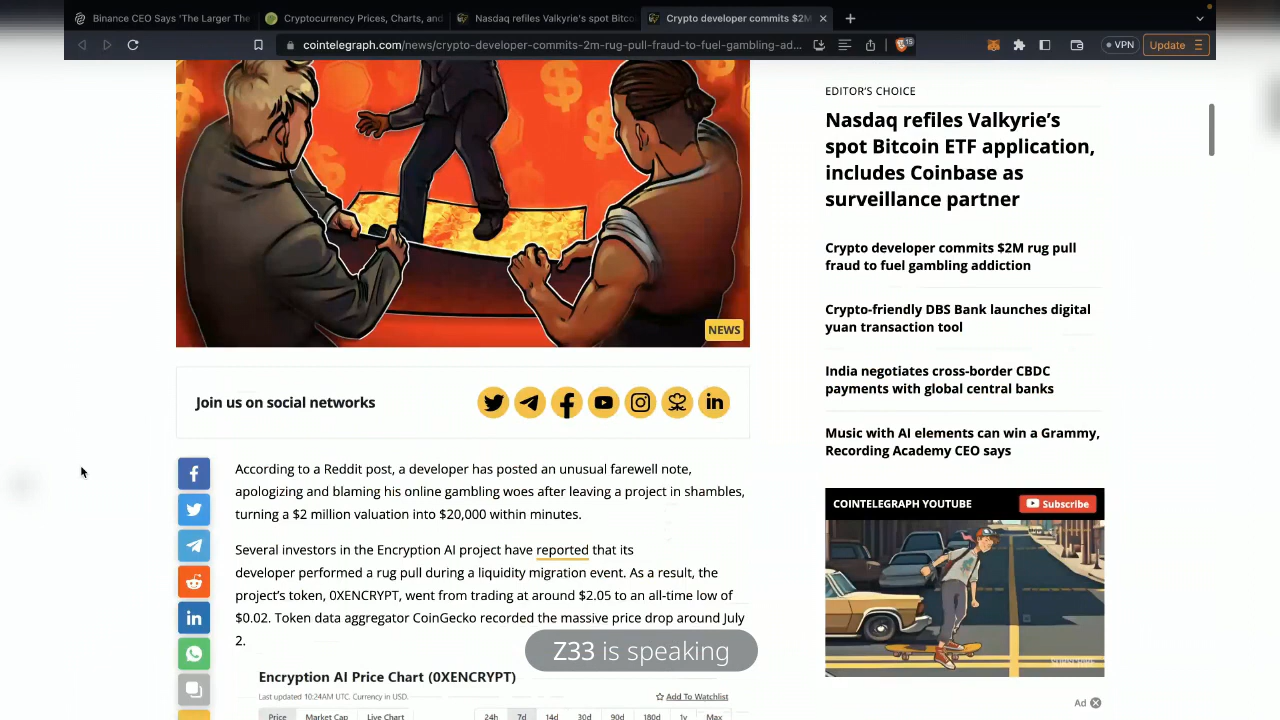 Binance CEO Says 'The Larger The
Cryptocurrency Prices, Charts, and
Nasdaq refiles Valkyrie's spot Bitco
Crypto developer commits $2M
cointelegraph.com/news/crypto-developer-commits-2m-rug-pull-fraud-to-fuel-gambling-ad...
15
VPN
Update
NEWS
Join us on social networks
According to a Reddit post, a developer has posted an unusual farewell note,
apologizing and blaming his online gambling woes after leaving a project in shambles,
turning a $2 million valuation into $20,000 within minutes.
Several investors in the Encryption AI project have reported that its
developer performed a rug pull during a liquidity migration event. As a result, the
project's token, 0XENCRYPT, went from trading at around $2.05 to an all-time low of
$0.02. Token data aggregator CoinGecko recorded the massive price drop around July
2.
Z33 is speaking
Encryption AI Price Chart (0XENCRYPT)
Last updated 10:24AM UTC. Currency in USD.
Add To Watchlist
Price Market Cap Live Chart 24h 7d 14d 30d 90d 180d 1y Max
EDITOR'S CHOICE
Nasdaq refiles Valkyrie's
spot Bitcoin ETF application,
includes Coinbase as
surveillance partner
Crypto developer commits $2M rug pull
fraud to fuel gambling addiction
Crypto-friendly DBS Bank launches digital
yuan transaction tool
India negotiates cross-border CBDC
payments with global central banks
Music with AI elements can win a Grammy,
Recording Academy CEO says
COINTELEGRAPH YOUTUBE
Subscribe
Ad